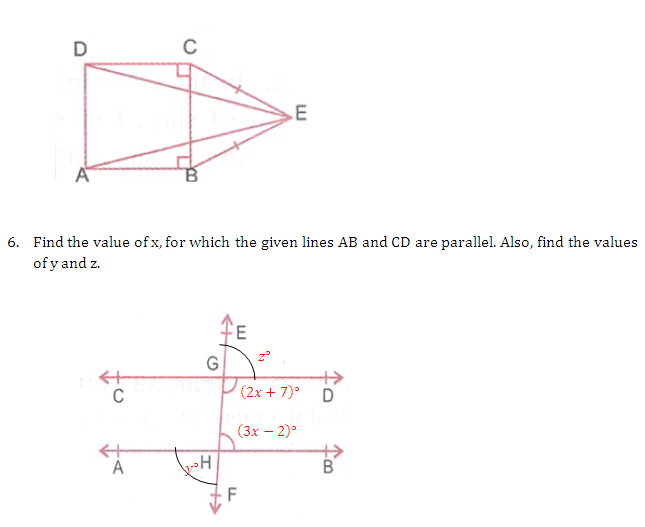 D C
E
A B
6. Find the value of x, for which the given lines AB and CD are parallel. Also, find the values
of y and z.
E
z°
G
C (2x + 7)° D
(3x – 2)°
A y° H B
F